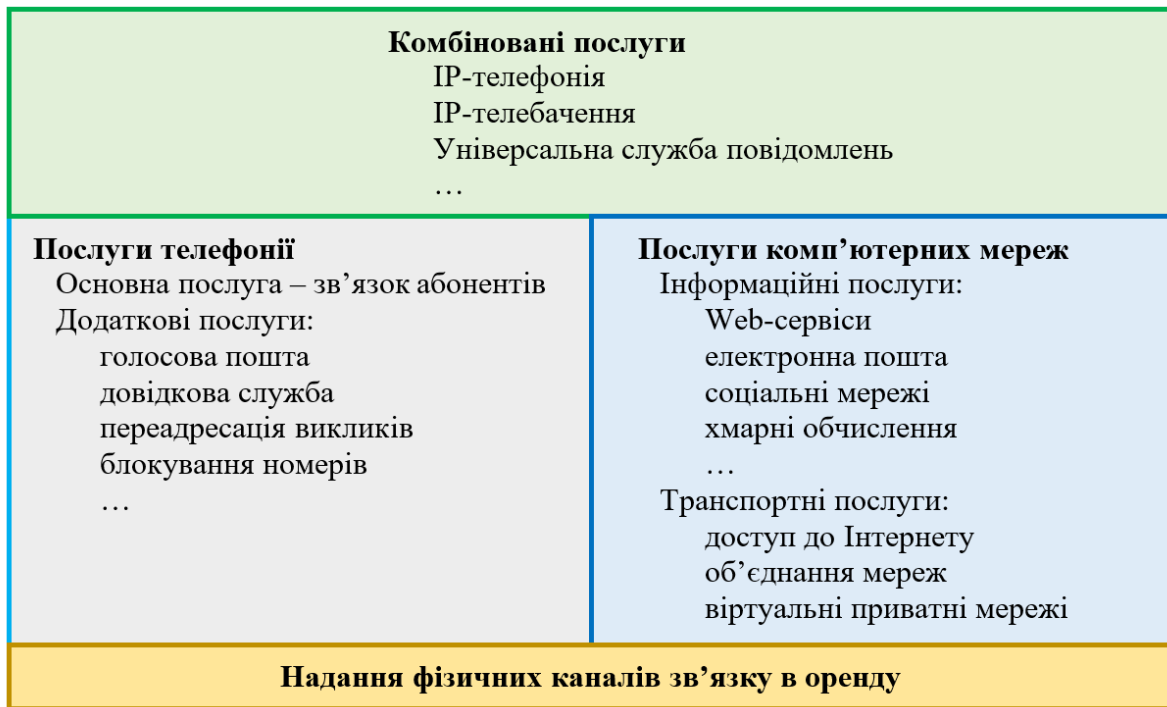 Комбіновані послуги
IP-телефонія
IP-телебачення
Універсальна служба повідомлень
…
Послуги телефонії
Основна послуга – зв’язок абонентів
Додаткові послуги:
голосова пошта
довідкова служба
переадресація викликів
блокування номерів
…
Послуги комп’ютерних мереж
Інформаційні послуги:
Web-сервіси
електронна пошта
соціальні мережі
хмарні обчислення
…
Транспортні послуги:
доступ до Інтернету
об’єднання мереж
віртуальні приватні мережі
Надання фізичних каналів зв’язку в оренду